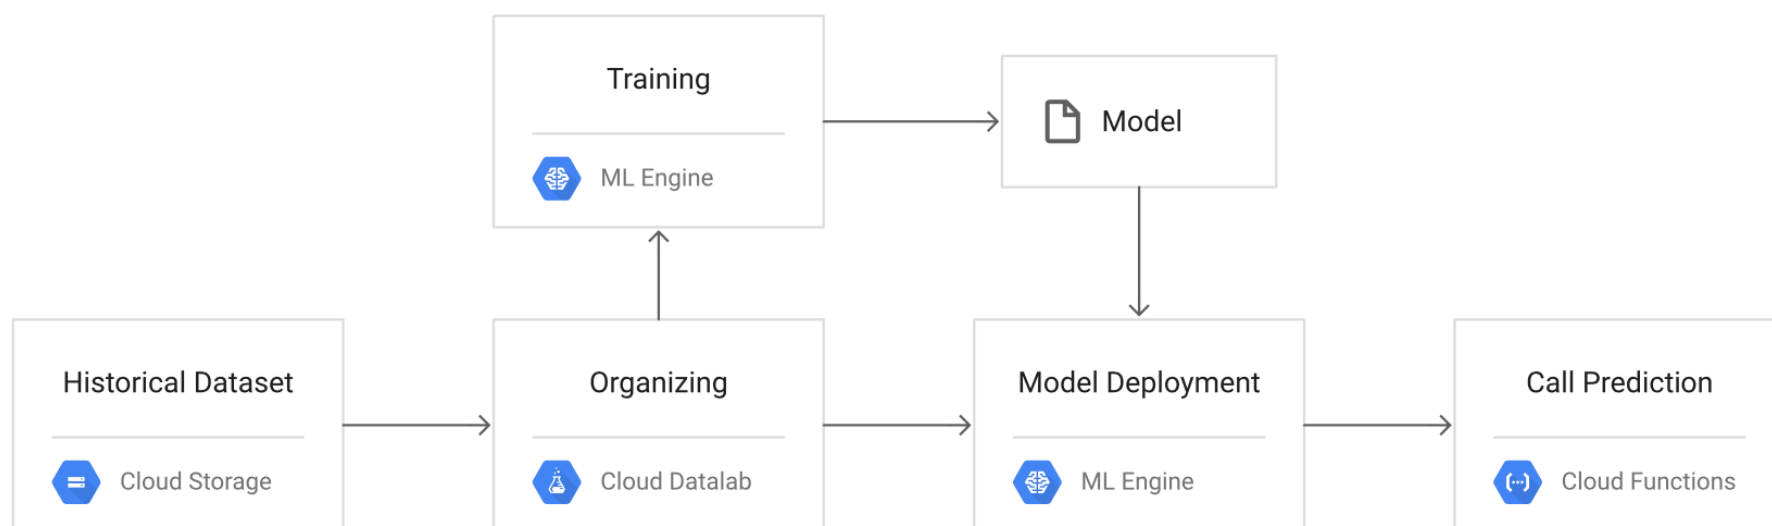 Training
ML Engine
Model
Historical Dataset
Cloud Storage
Organizing
Cloud Datalab
Model Deployment
ML Engine
Call Prediction
Cloud Functions